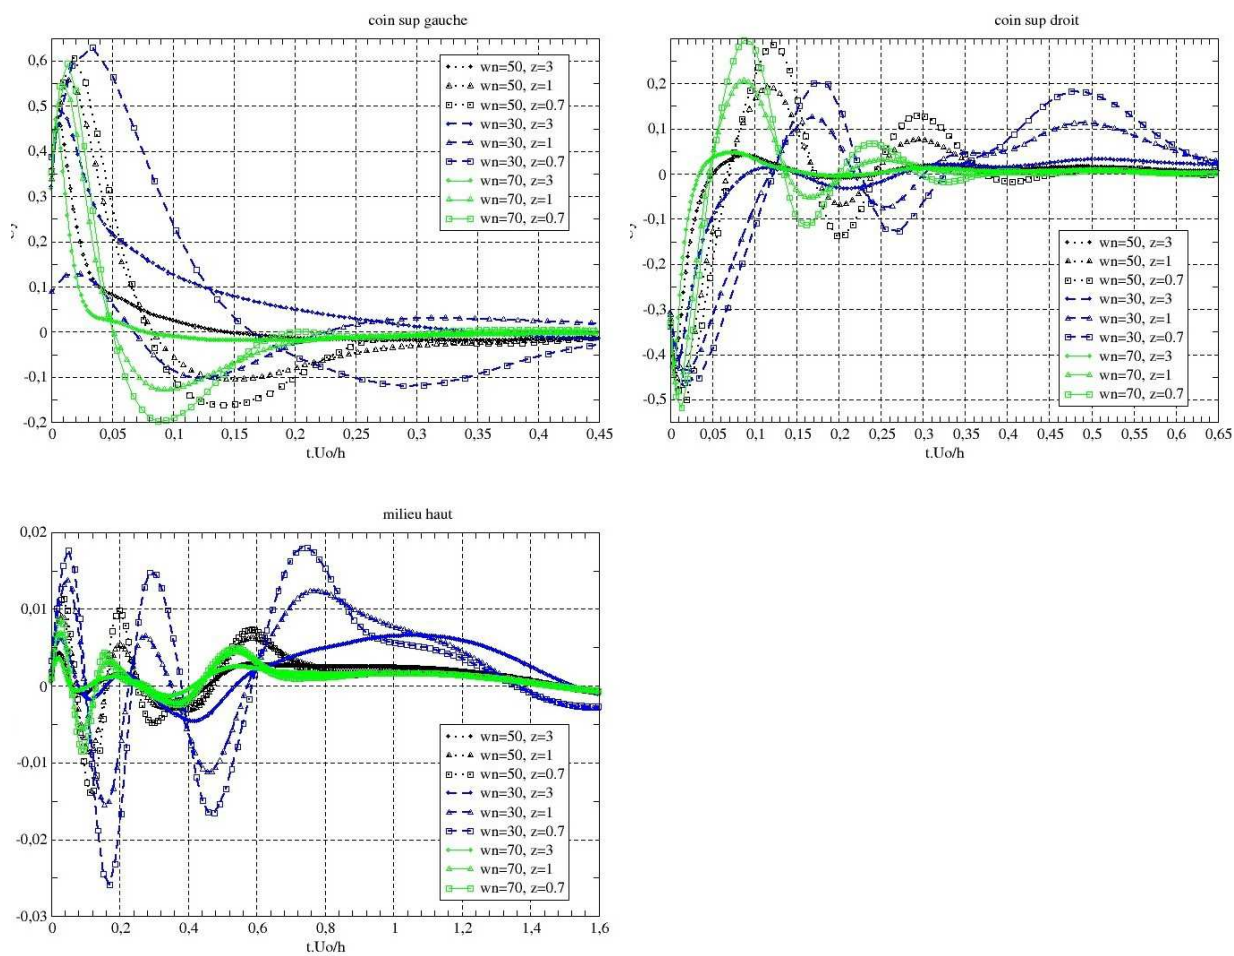 coin sup gauche
0,6
0,5
0,4
0,3
0,2
0,1
0
-0,1
-0,2
0 0,05 0,1 0,15 0,2 0,25 0,3 0,35 0,4 0,45
t.Uo/h
wn=50, z=3
wn=50, z=1
wn=50, z=0.7
wn=30, z=3
wn=30, z=1
wn=30, z=0.7
wn=70, z=3
wn=70, z=1
wn=70, z=0.7
coin sup droit
0,2
0,1
0
-0,1
-0,2
-0,3
-0,4
-0,5
0 0,05 0,1 0,15 0,2 0,25 0,3 0,35 0,4 0,45 0,5 0,55 0,6 0,65
t.Uo/h
wn=50, z=3
wn=50, z=1
wn=50, z=0.7
wn=30, z=3
wn=30, z=1
wn=30, z=0.7
wn=70, z=3
wn=70, z=1
wn=70, z=0.7
milieu haut
0,02
0,01
0
-0,01
-0,02
-0,03
0 0,2 0,4 0,6 0,8 1 1,2 1,4 1,6
t.Uo/h
wn=50, z=3
wn=50, z=1
wn=50, z=0.7
wn=30, z=3
wn=30, z=1
wn=30, z=0.7
wn=70, z=3
wn=70, z=1
wn=70, z=0.7